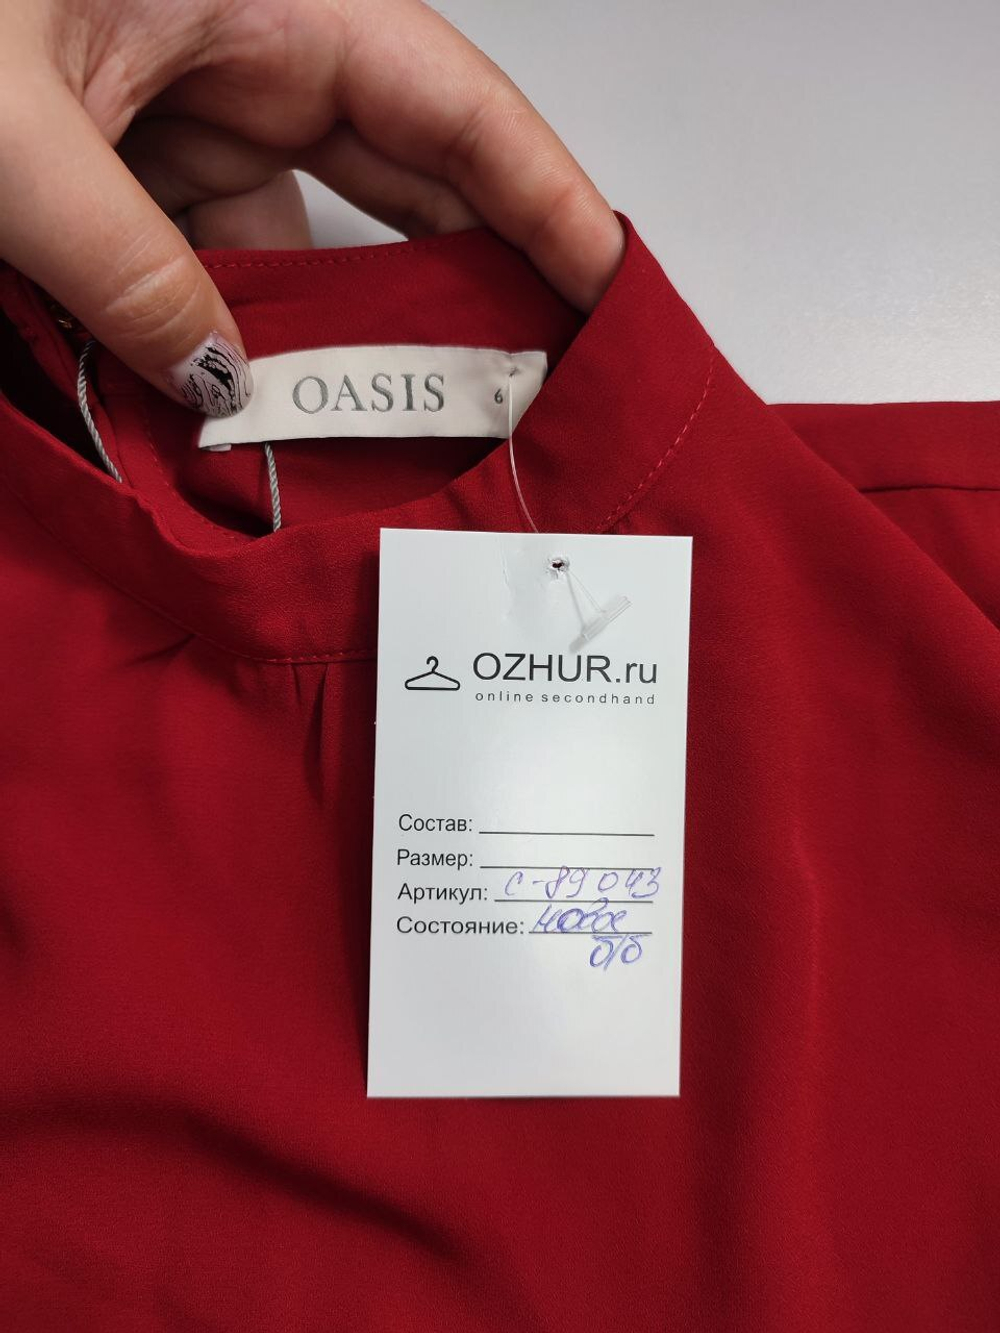 OASIS 6
OZHUR.ru
online secondhand
Состав:
Размер:
Артикул: С-89043
Состояние: новое
б/б